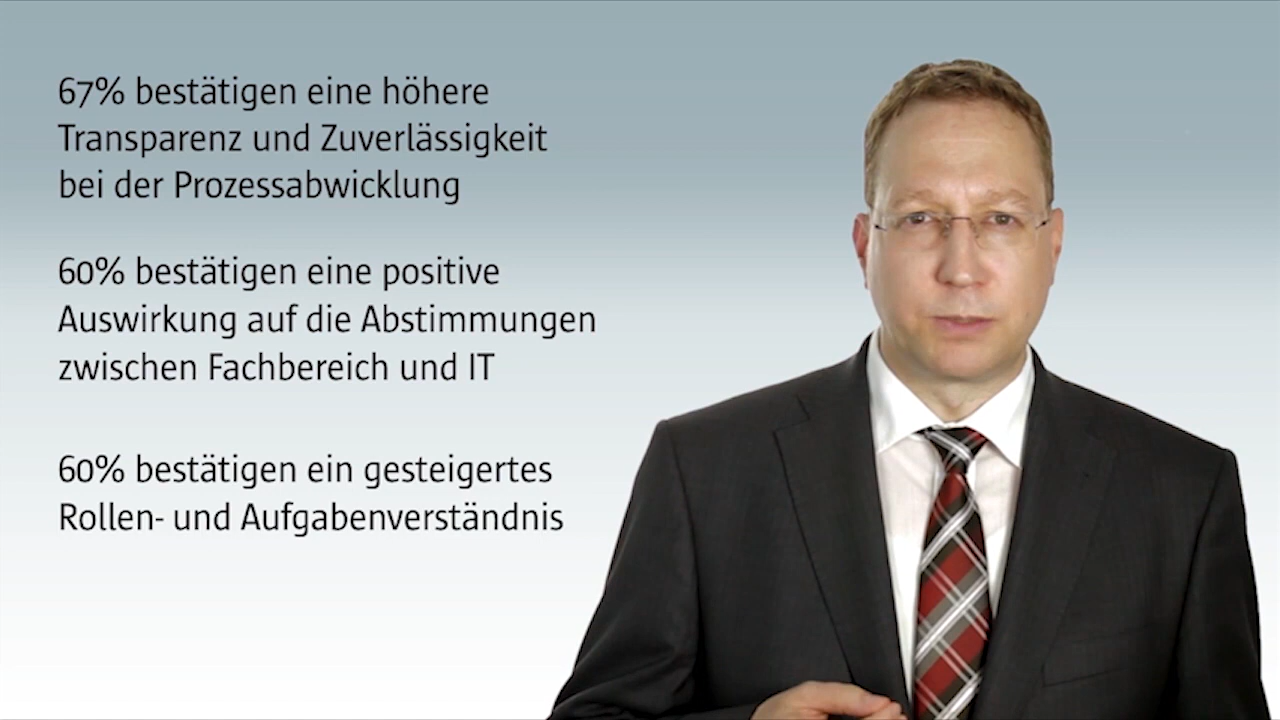 67% bestätigen eine höhere
Transparenz und Zuverlässigkeit
bei der Prozessabwicklung
60% bestätigen eine positive
Auswirkung auf die Abstimmungen
zwischen Fachbereich und IT
60% bestätigen ein gesteigertes
Rollen- und Aufgabenverständnis